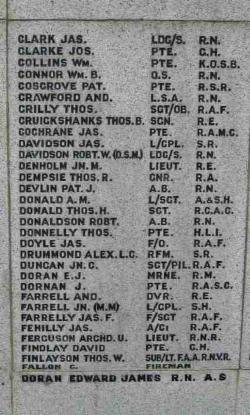 CLARK JAS. LDG/S. R.N.
CLARKE JOS. PTE. G.H.
COLLINS WM. PTE. K.O.S.B.
CONNOR WM. B. O.S. R.N.
COSGROVE PAT. PTE. R.S.R.
CRAWFORD AND. L.S.A. R.N.
CRILLY THOS. SGT/OB. R.A.F.
CRUICKSHANKS THOS. B. SGN. R.E.
COCHRANE JAS. PTE. R.A.M.C.
DAVIDSON JAS. L/CPL. S.R.
DAVIDSON ROBT. W. (D.S.M.) LDG/S. R.N.
DENHOLM JN. M. LIEUT. R.E.
DEMPSIE THOS. R. GNR. R.A.
DEVLIN PAT. J. A.B. R.N.
DONALD A.M. L/SGT. A.&S.H.
DONALD THOS. H. SGT. R.C.A.C.
DONALDSON ROBT. A.B. R.N.
DONNELLY THOS. PTE. H.L.I.
DOYLE JAS. F/O. R.A.F.
DRUMMOND ALEX. L.C. RFM. S.R.
DUNCAN JN. G. SGT/PIL. R.A.F.
DORAN E.J. MRNE. R.M.
DORNAN J. PTE. R.A.S.C.
FARRELL AND. DVR. R.E.
FARRELL JN. (M.M) L/CPL. S.H.
FARRELLY JAS. F. F/SGT R.A.F.
FEHILLY JAS. A/C1 R.A.F.
FERGUSON ARCHD. U. LIEUT. R.N.R.
FINDLAY DAVID PTE. G.H.
FINLAYSON THOS. W. SUB/LT. F.A.A. R.N.V.R.
FALLON C. FIREMAN
DORAN EDWARD JAMES R.N. A.S